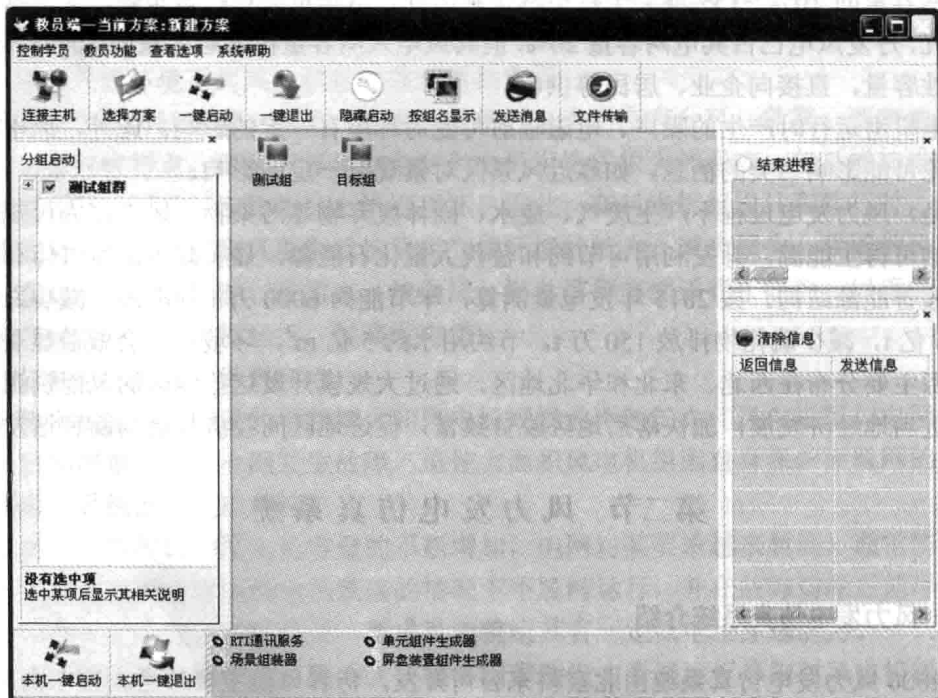 教员端—当前方案:新建方案
控制学员 数员功能 查看选项 系统帮助
连接主机 选择方案 一键启动 一键退出 隐藏启动 按组名显示 发送消息 文件传输
分组启动
测试组群
测试组
目标组
结束进程
清除信息
返回信息 发送信息
没有选中项
选中某项后显示其相关说明
本机一键启动 本机一键退出
RTI通讯服务 单元组件生成器
场景组装器 屏盘装置组件生成器